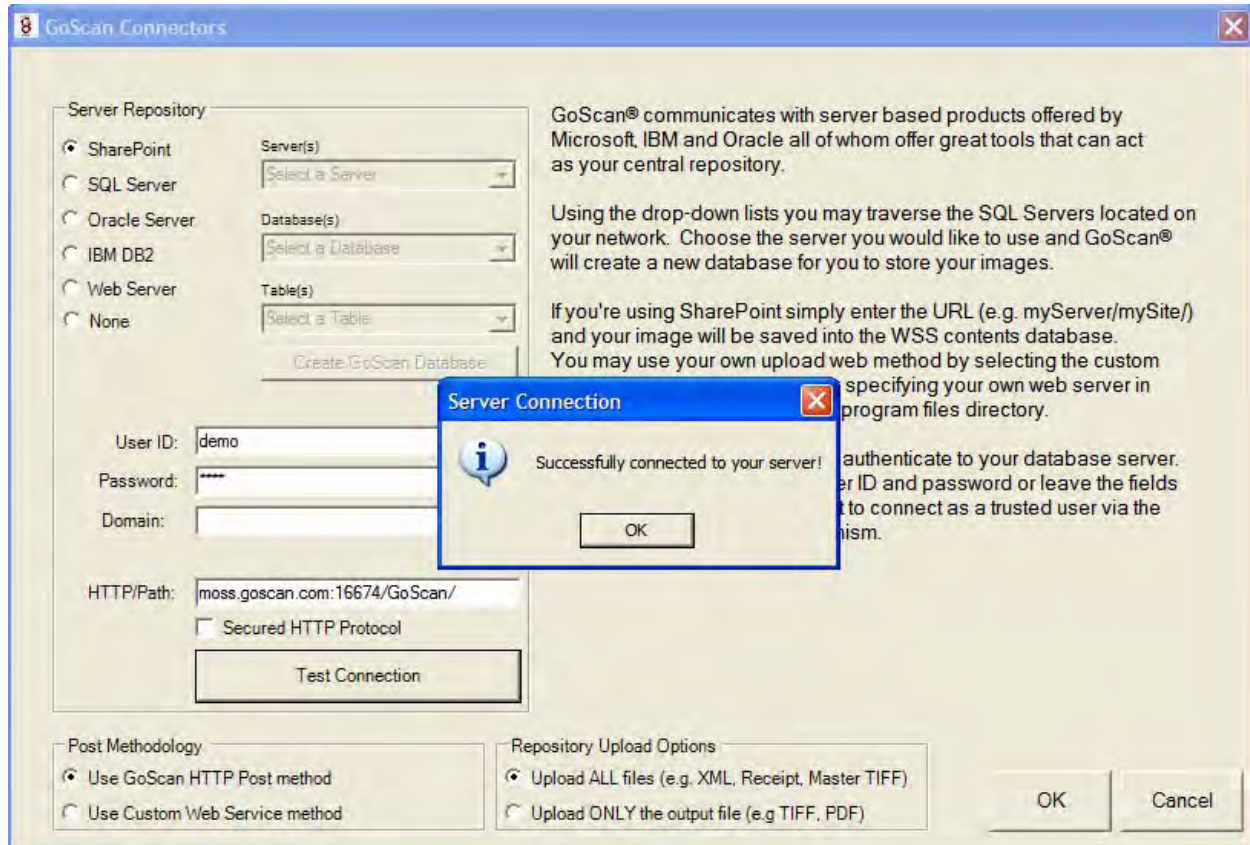 GoScan Connectors
Server Repository
SharePoint
SQL Server
Oracle Server
IBM DB2
Web Server
None
Server(s)
Select a Server
Database(s)
Select a Database
Table(s)
Select a Table
Create GoScan Database
User ID: demo
Password: ****
Domain:
HTTP/Path: moss.goscan.com:16674/GoScan/
Secured HTTP Protocol
Test Connection
GoScan® communicates with server based products offered by
Microsoft, IBM and Oracle all of whom offer great tools that can act
as your central repository.
Using the drop-down lists you may traverse the SQL Servers located on
your network. Choose the server you would like to use and GoScan®
will create a new database for you to store your images.
If you're using SharePoint simply enter the URL (e.g. myServer/mySite/)
and your image will be saved into the WSS contents database.
You may use your own upload web method by selecting the custom
specifying your own web server in
program files directory.
authenticate to your database server.
ID and password or leave the fields
to connect as a trusted user via the
Server Connection
Successfully connected to your server!
OK
Post Methodology
Use GoScan HTTP Post method
Use Custom Web Service method
Repository Upload Options
Upload ALL files (e.g. XML, Receipt, Master TIFF)
Upload ONLY the output file (e.g TIFF, PDF)
OK
Cancel